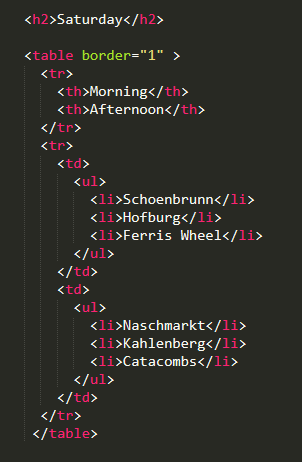 <h2>Saturday</h2>

<table border="1" >
  <tr>
    <th>Morning</th>
    <th>Afternoon</th>
  </tr>
  <tr>
    <td>
      <ul>
        <li>Schoenbrunn</li>
        <li>Hofburg</li>
        <li>Ferris Wheel</li>
      </ul>
    </td>
    <td>
      <ul>
        <li>Naschmarkt</li>
        <li>Kahlenberg</li>
        <li>Catacombs</li>
      </ul>
    </td>
  </tr>
 </table>